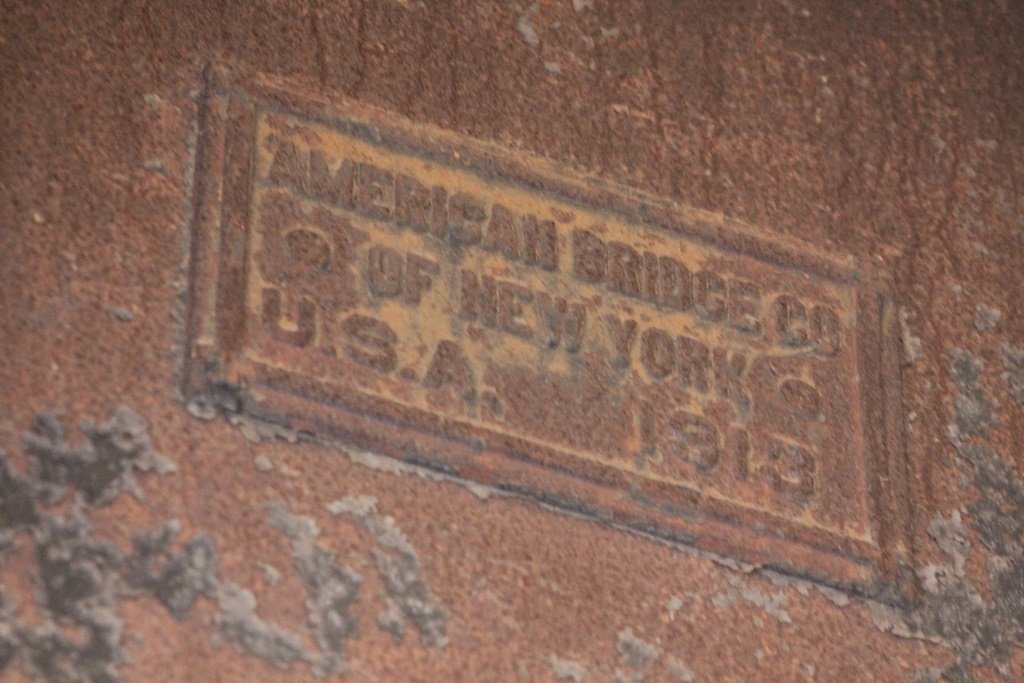 AMERICAN BRIDGE CO
OF NEW YORK
U.S.A. 1913